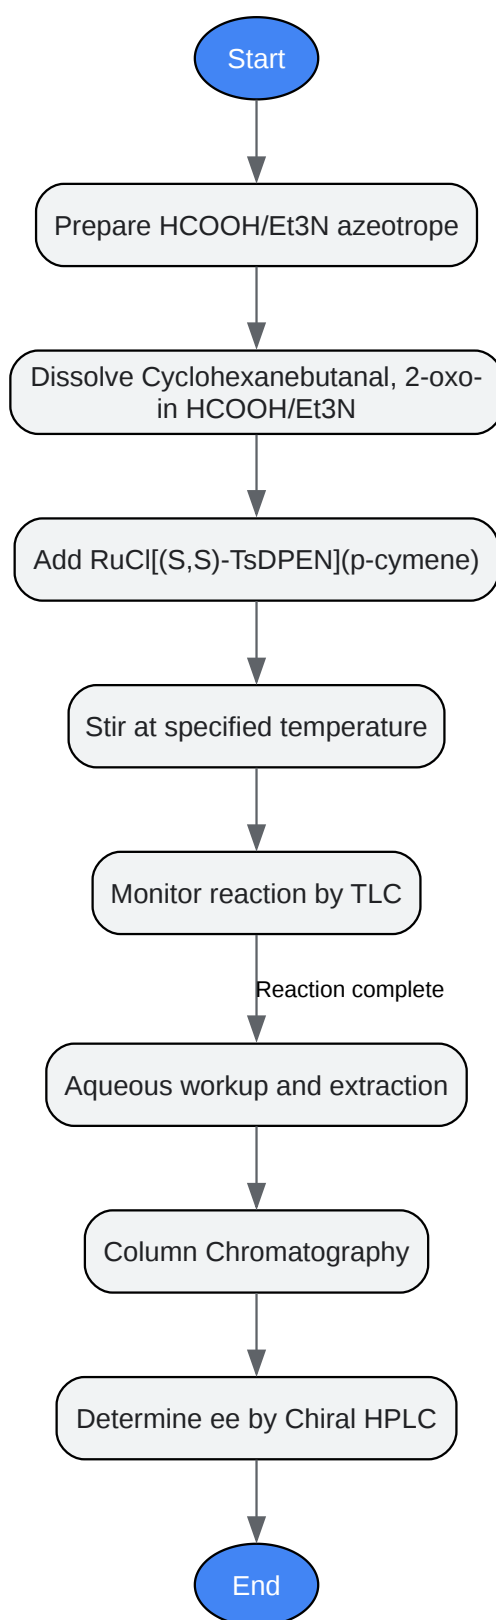 Start
Prepare HCOOH/Et3N azeotrope
Dissolve Cyclohexanebutanal, 2-oxo-
in HCOOH/Et3N
Add RuCl[(S,S)-TsDPEN](p-cymene)
Stir at specified temperature
Monitor reaction by TLC
Reaction complete
Aqueous workup and extraction
Column Chromatography
Determine ee by Chiral HPLC
End